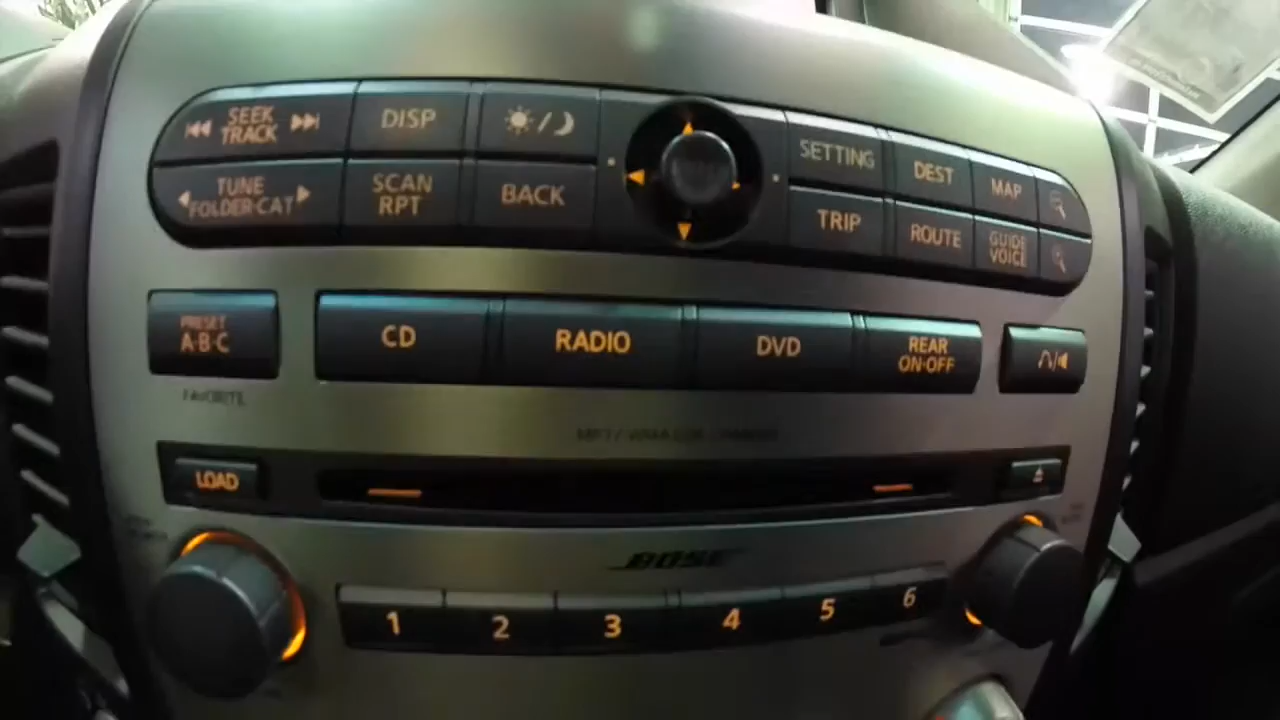 SEEK
TRACK
DISP
SETTING
DEST
MAP
TUNE
FOLDER·CAT
SCAN
RPT
BACK
TRIP
ROUTE
GUIDE
VOICE
PRESET
A·B·C
CD
RADIO
DVD
REAR
ON·OFF
FAVORITE
LOAD
BOSE
1 2 3 4 5 6